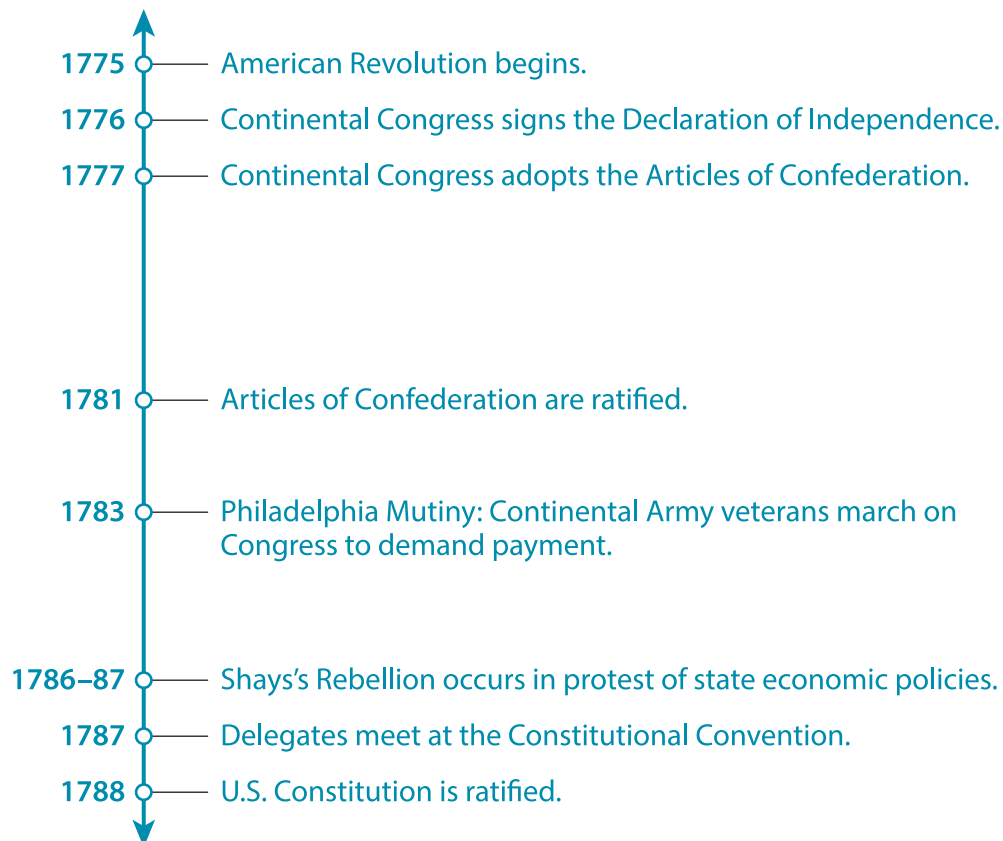 1775 American Revolution begins.
1776 Continental Congress signs the Declaration of Independence.
1777 Continental Congress adopts the Articles of Confederation.
1781 Articles of Confederation are ratified.
1783 Philadelphia Mutiny: Continental Army veterans march on
Congress to demand payment.
1786–87 Shays's Rebellion occurs in protest of state economic policies.
1787 Delegates meet at the Constitutional Convention.
1788 U.S. Constitution is ratified.